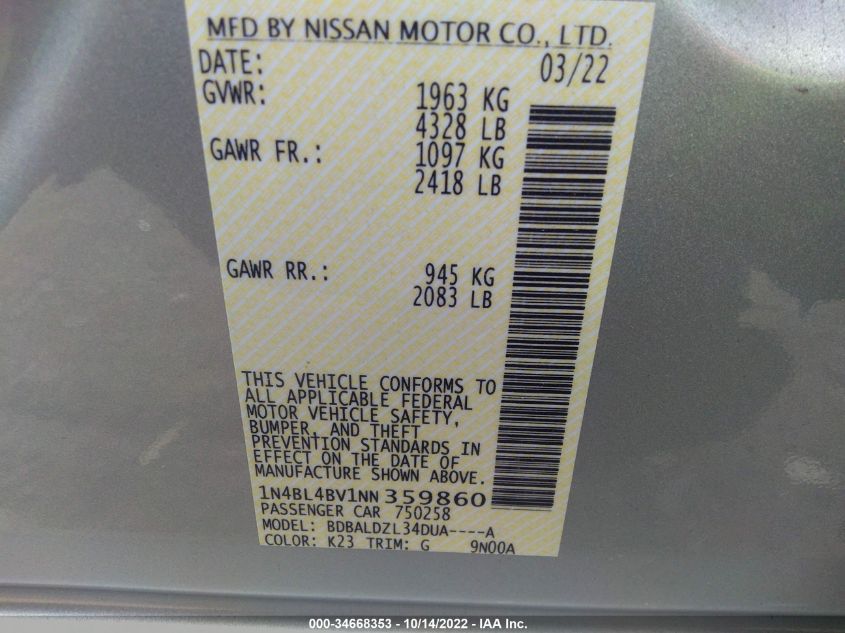 MFD BY NISSAN MOTOR CO., LTD.
DATE: 03/22
GVWR: 1963 KG
4328 LB
GAWR FR.: 1097 KG
2418 LB
GAWR RR.: 945 KG
2083 LB
THIS VEHICLE CONFORMS TO
ALL APPLICABLE FEDERAL
MOTOR VEHICLE SAFETY,
BUMPER, AND THEFT
PREVENTION STANDARDS IN
EFFECT ON THE DATE OF
MANUFACTURE SHOWN ABOVE.
1N4BL4BV1NN359860
PASSENGER CAR 750258
MODEL: BDBALDZL34DUA----A
COLOR: K23 TRIM: G 9N00A
000-34668353 - 10/14/2022 - IAA Inc.